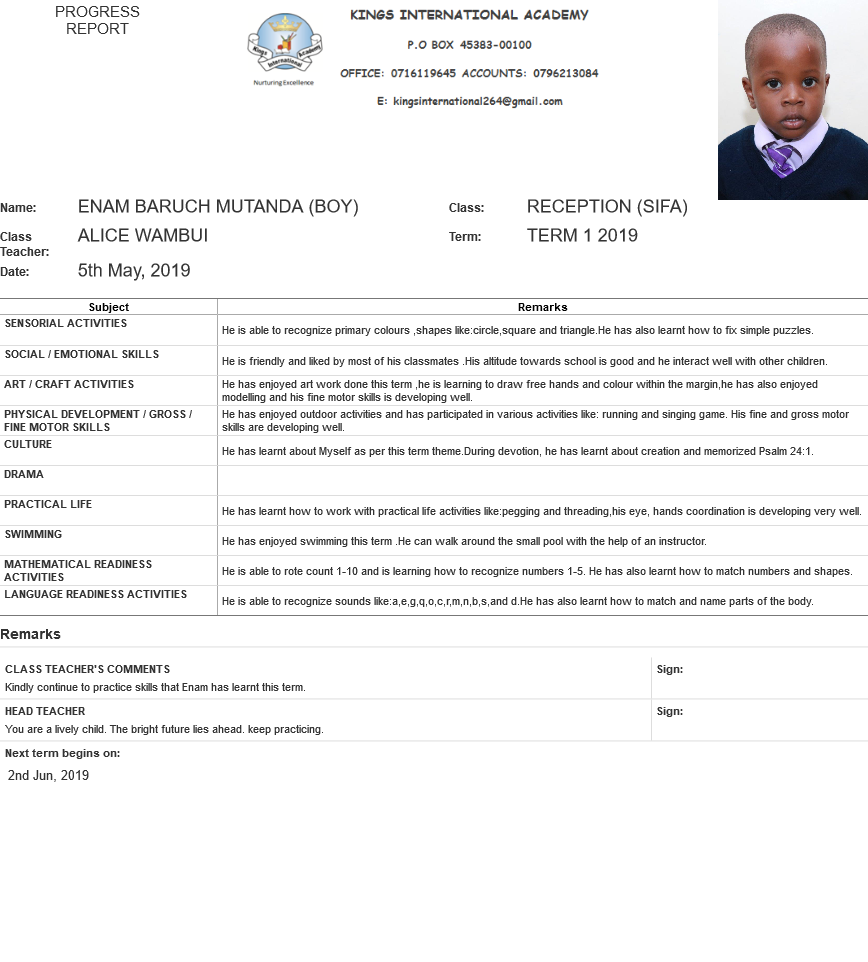 PROGRESS
REPORT
KINGS INTERNATIONAL ACADEMY
P.O BOX 45383-00100
OFFICE: 0716119645 ACCOUNTS: 0796213084
E: kingsinternational264@gmail.com
Kings Academy
International
Nurturing Excellence
Name: ENAM BARUCH MUTANDA (BOY) Class: RECEPTION (SIFA)
Class Teacher: ALICE WAMBUI Term: TERM 1 2019
Date: 5th May, 2019
Subject Remarks
SENSORIAL ACTIVITIES
He is able to recognize primary colours ,shapes like:circle,square and triangle.He has also learnt how to fix simple puzzles.
SOCIAL / EMOTIONAL SKILLS
He is friendly and liked by most of his classmates .His altitude towards school is good and he interact well with other children.
ART / CRAFT ACTIVITIES
He has enjoyed art work done this term ,he is learning to draw free hands and colour within the margin,he has also enjoyed
modelling and his fine motor skills is developing well.
PHYSICAL DEVELOPMENT / GROSS /
FINE MOTOR SKILLS
He has enjoyed outdoor activities and has participated in various activities like: running and singing game. His fine and gross motor
skills are developing well.
CULTURE
He has learnt about Myself as per this term theme.During devotion, he has learnt about creation and memorized Psalm 24:1.
DRAMA
PRACTICAL LIFE
He has learnt how to work with practical life activities like:pegging and threading,his eye, hands coordination is developing very well.
SWIMMING
He has enjoyed swimming this term .He can walk around the small pool with the help of an instructor.
MATHEMATICAL READINESS
ACTIVITIES
He is able to rote count 1-10 and is learning how to recognize numbers 1-5. He has also learnt how to match numbers and shapes.
LANGUAGE READINESS ACTIVITIES
He is able to recognize sounds like:a,e,g,q,o,c,r,m,n,b,s,and d.He has also learnt how to match and name parts of the body.
Remarks
CLASS TEACHER'S COMMENTS Sign:
Kindly continue to practice skills that Enam has learnt this term.
HEAD TEACHER Sign:
You are a lively child. The bright future lies ahead. keep practicing.
Next term begins on:
2nd Jun, 2019